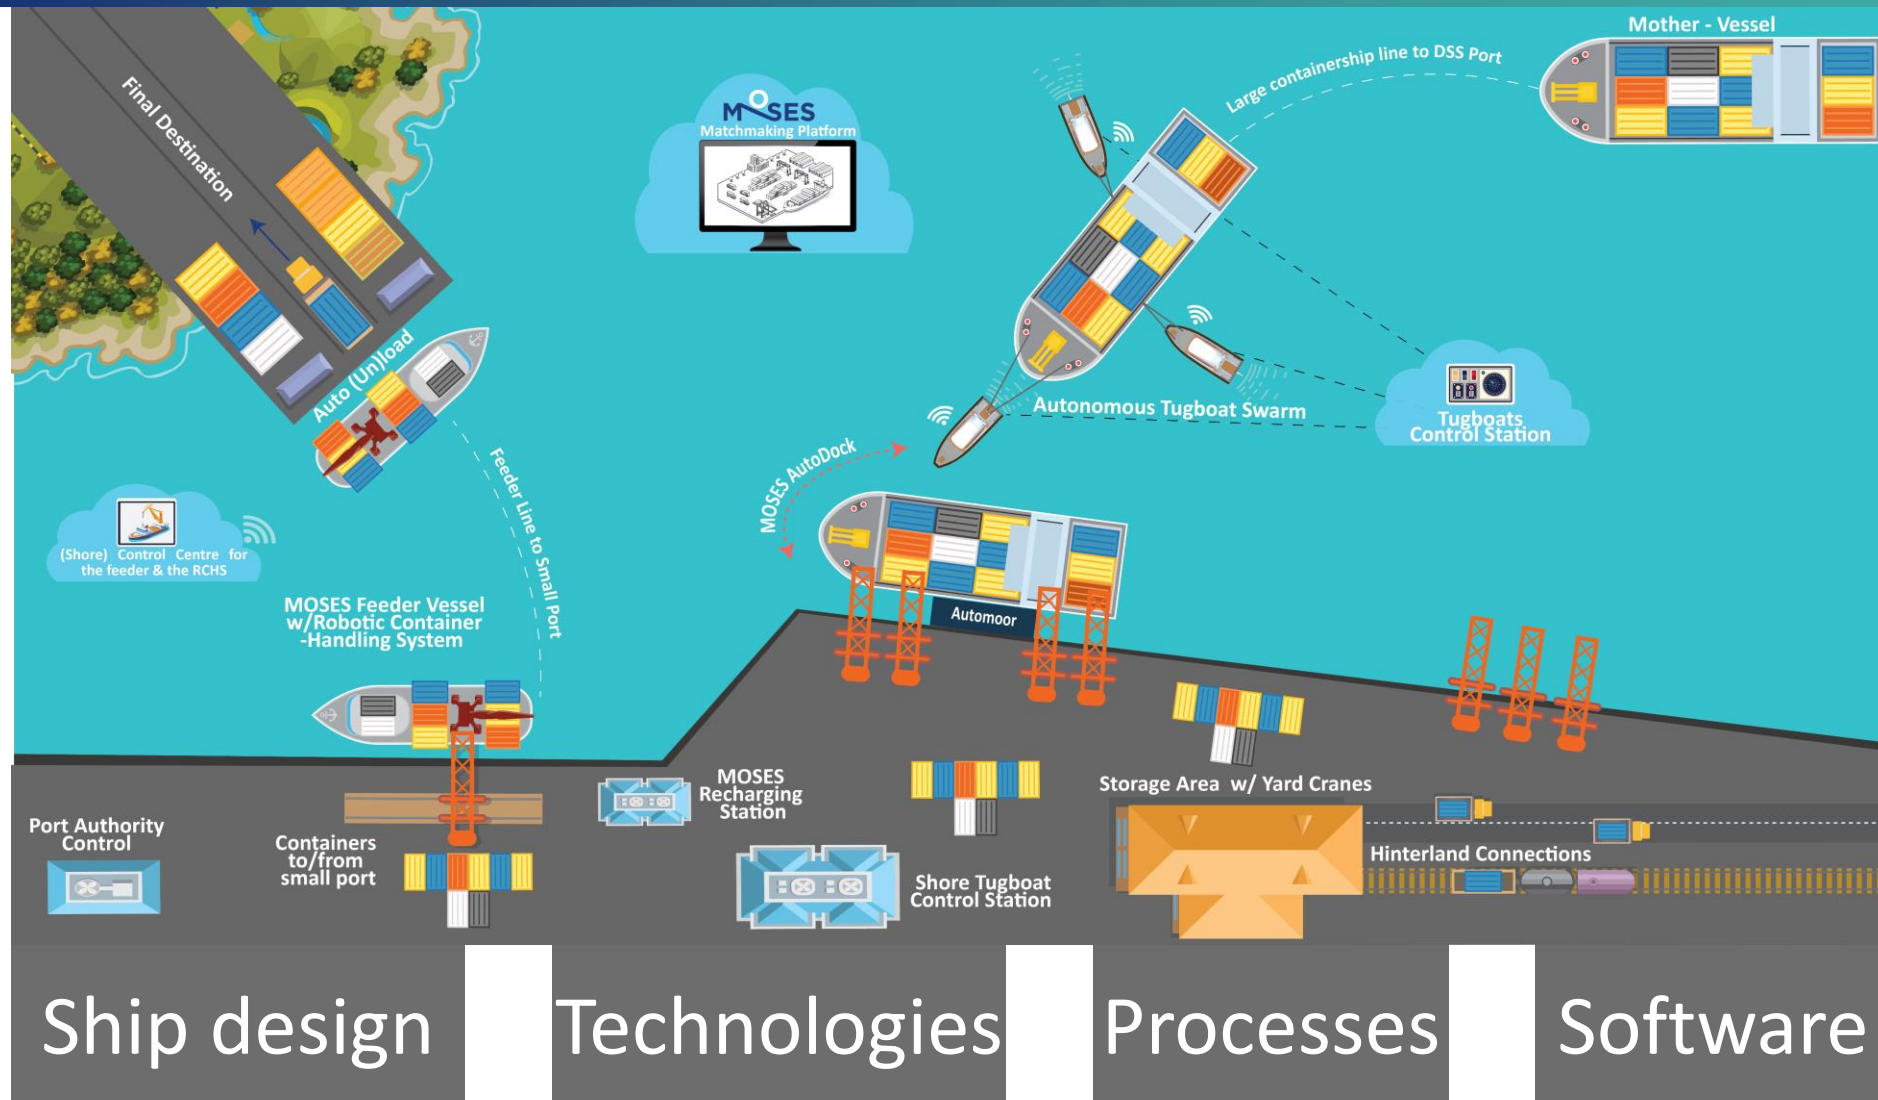 Mother - Vessel
Large containership line to DSS Port
Final Destination
MOSES
Matchmaking Platform
Auto (Un)load
Autonomous Tugboat Swarm
Tugboats
Control Station
MOSES AutoDock
Feeder Line to Small Port
(Shore) Control Centre for
the feeder & the RCHS
MOSES Feeder Vessel
w/Robotic Container
-Handling System
Automoor
MOSES
Recharging
Station
Storage Area w/ Yard Cranes
Port Authority
Control
Containers
to/from
small port
Shore Tugboat
Control Station
Hinterland Connections
Ship design
Technologies
Processes
Software